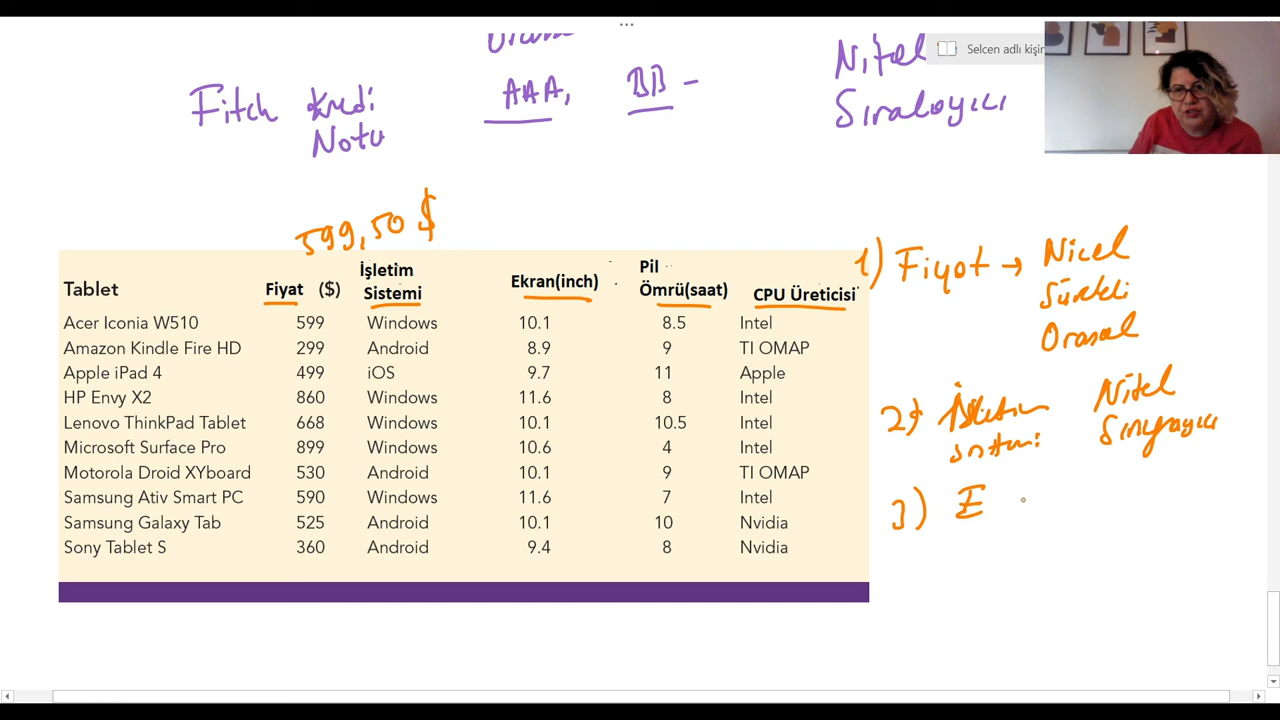 Selcen adlı kişin
Fitch Kredi Notu AAA, BB - Nitel Sıralayıcı
599,50 $
Tablet Fiyat ($) İşletim Sistemi Ekran(inch) Pil Ömrü(saat) CPU Üreticisi
Acer Iconia W510 599 Windows 10.1 8.5 Intel
Amazon Kindle Fire HD 299 Android 8.9 9 TI OMAP
Apple iPad 4 499 iOS 9.7 11 Apple
HP Envy X2 860 Windows 11.6 8 Intel
Lenovo ThinkPad Tablet 668 Windows 10.1 10.5 Intel
Microsoft Surface Pro 899 Windows 10.6 4 Intel
Motorola Droid XYboard 530 Android 10.1 9 TI OMAP
Samsung Ativ Smart PC 590 Windows 11.6 7 Intel
Samsung Galaxy Tab 525 Android 10.1 10 Nvidia
Sony Tablet S 360 Android 9.4 8 Nvidia
1) Fiyat → Nicel
Sürekli
Oransal
2) İşletim sistemi Nitel
Sınıflayıcı
3) E